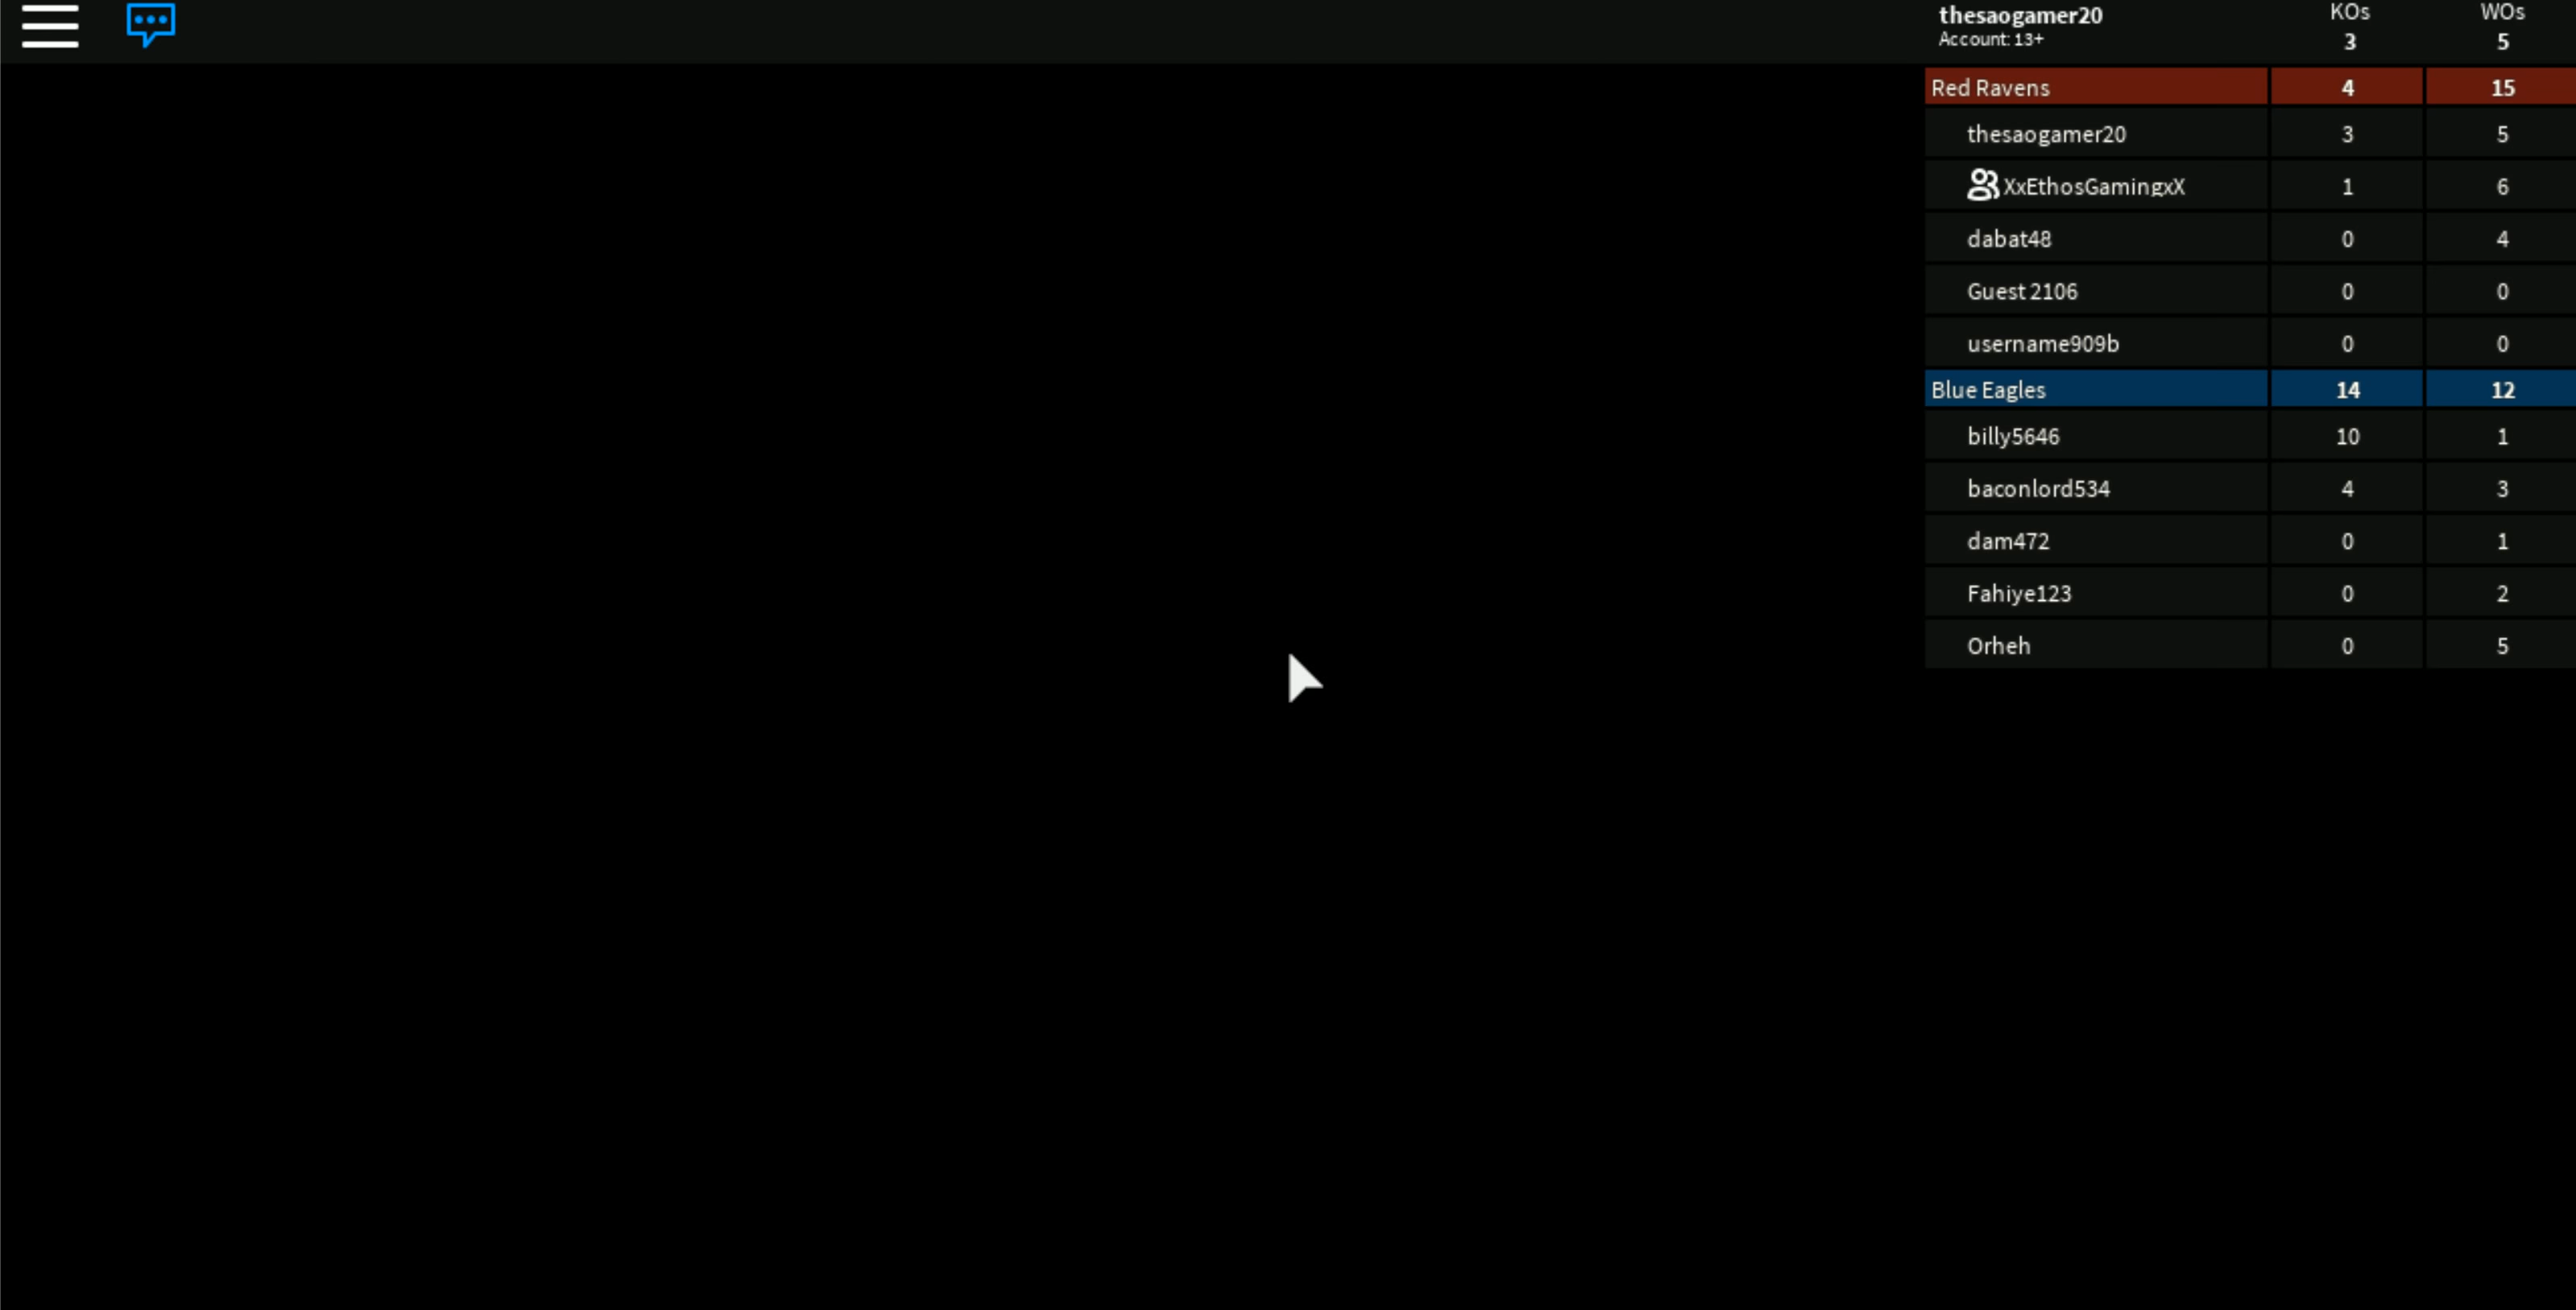 thesaogamer20 KOs WOs
Account: 13+ 3 5
Red Ravens 4 15
thesaogamer20 3 5
XxEthosGamingxX 1 6
dabat48 0 4
Guest 2106 0 0
username909b 0 0
Blue Eagles 14 12
billy5646 10 1
baconlord534 4 3
dam472 0 1
Fahiye123 0 2
Orheh 0 5